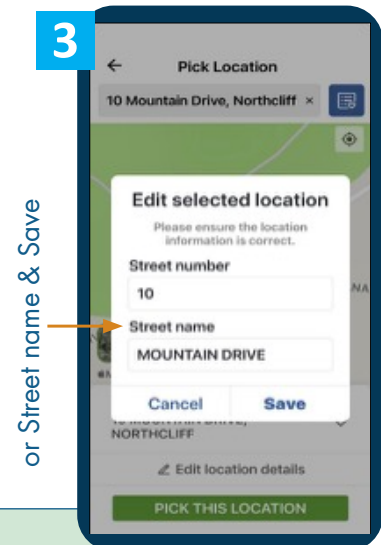 3
Pick Location
10 Mountain Drive, Northcliff ×
or Street name & Save
Edit selected location
Please ensure the location
information is correct.
Street number
10
Street name
MOUNTAIN DRIVE
Cancel Save
NORTHCLIFF
Edit location details
PICK THIS LOCATION